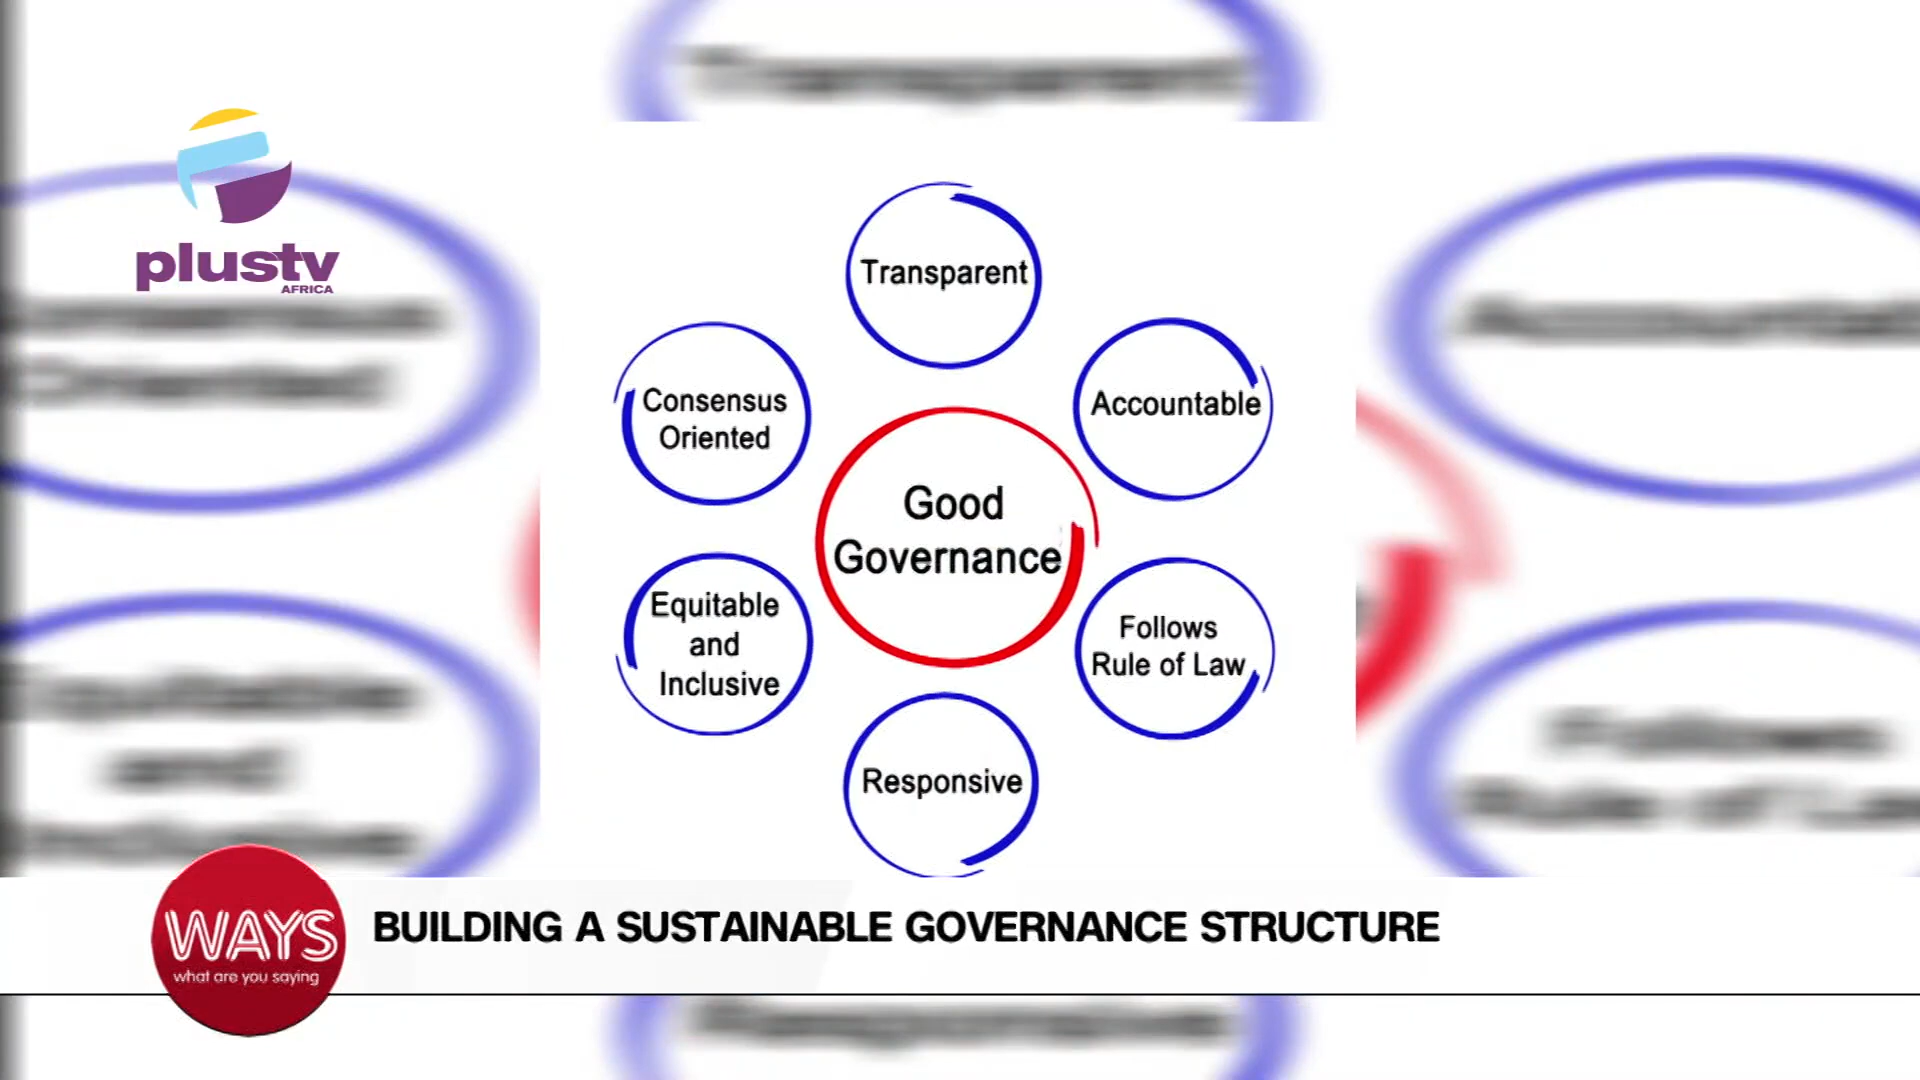 plustv
AFRICA
Transparent
Consensus
Oriented
Accountable
Good
Governance
Equitable
and
Inclusive
Follows
Rule of Law
Responsive
WAYS
what are you saying
BUILDING A SUSTAINABLE GOVERNANCE STRUCTURE